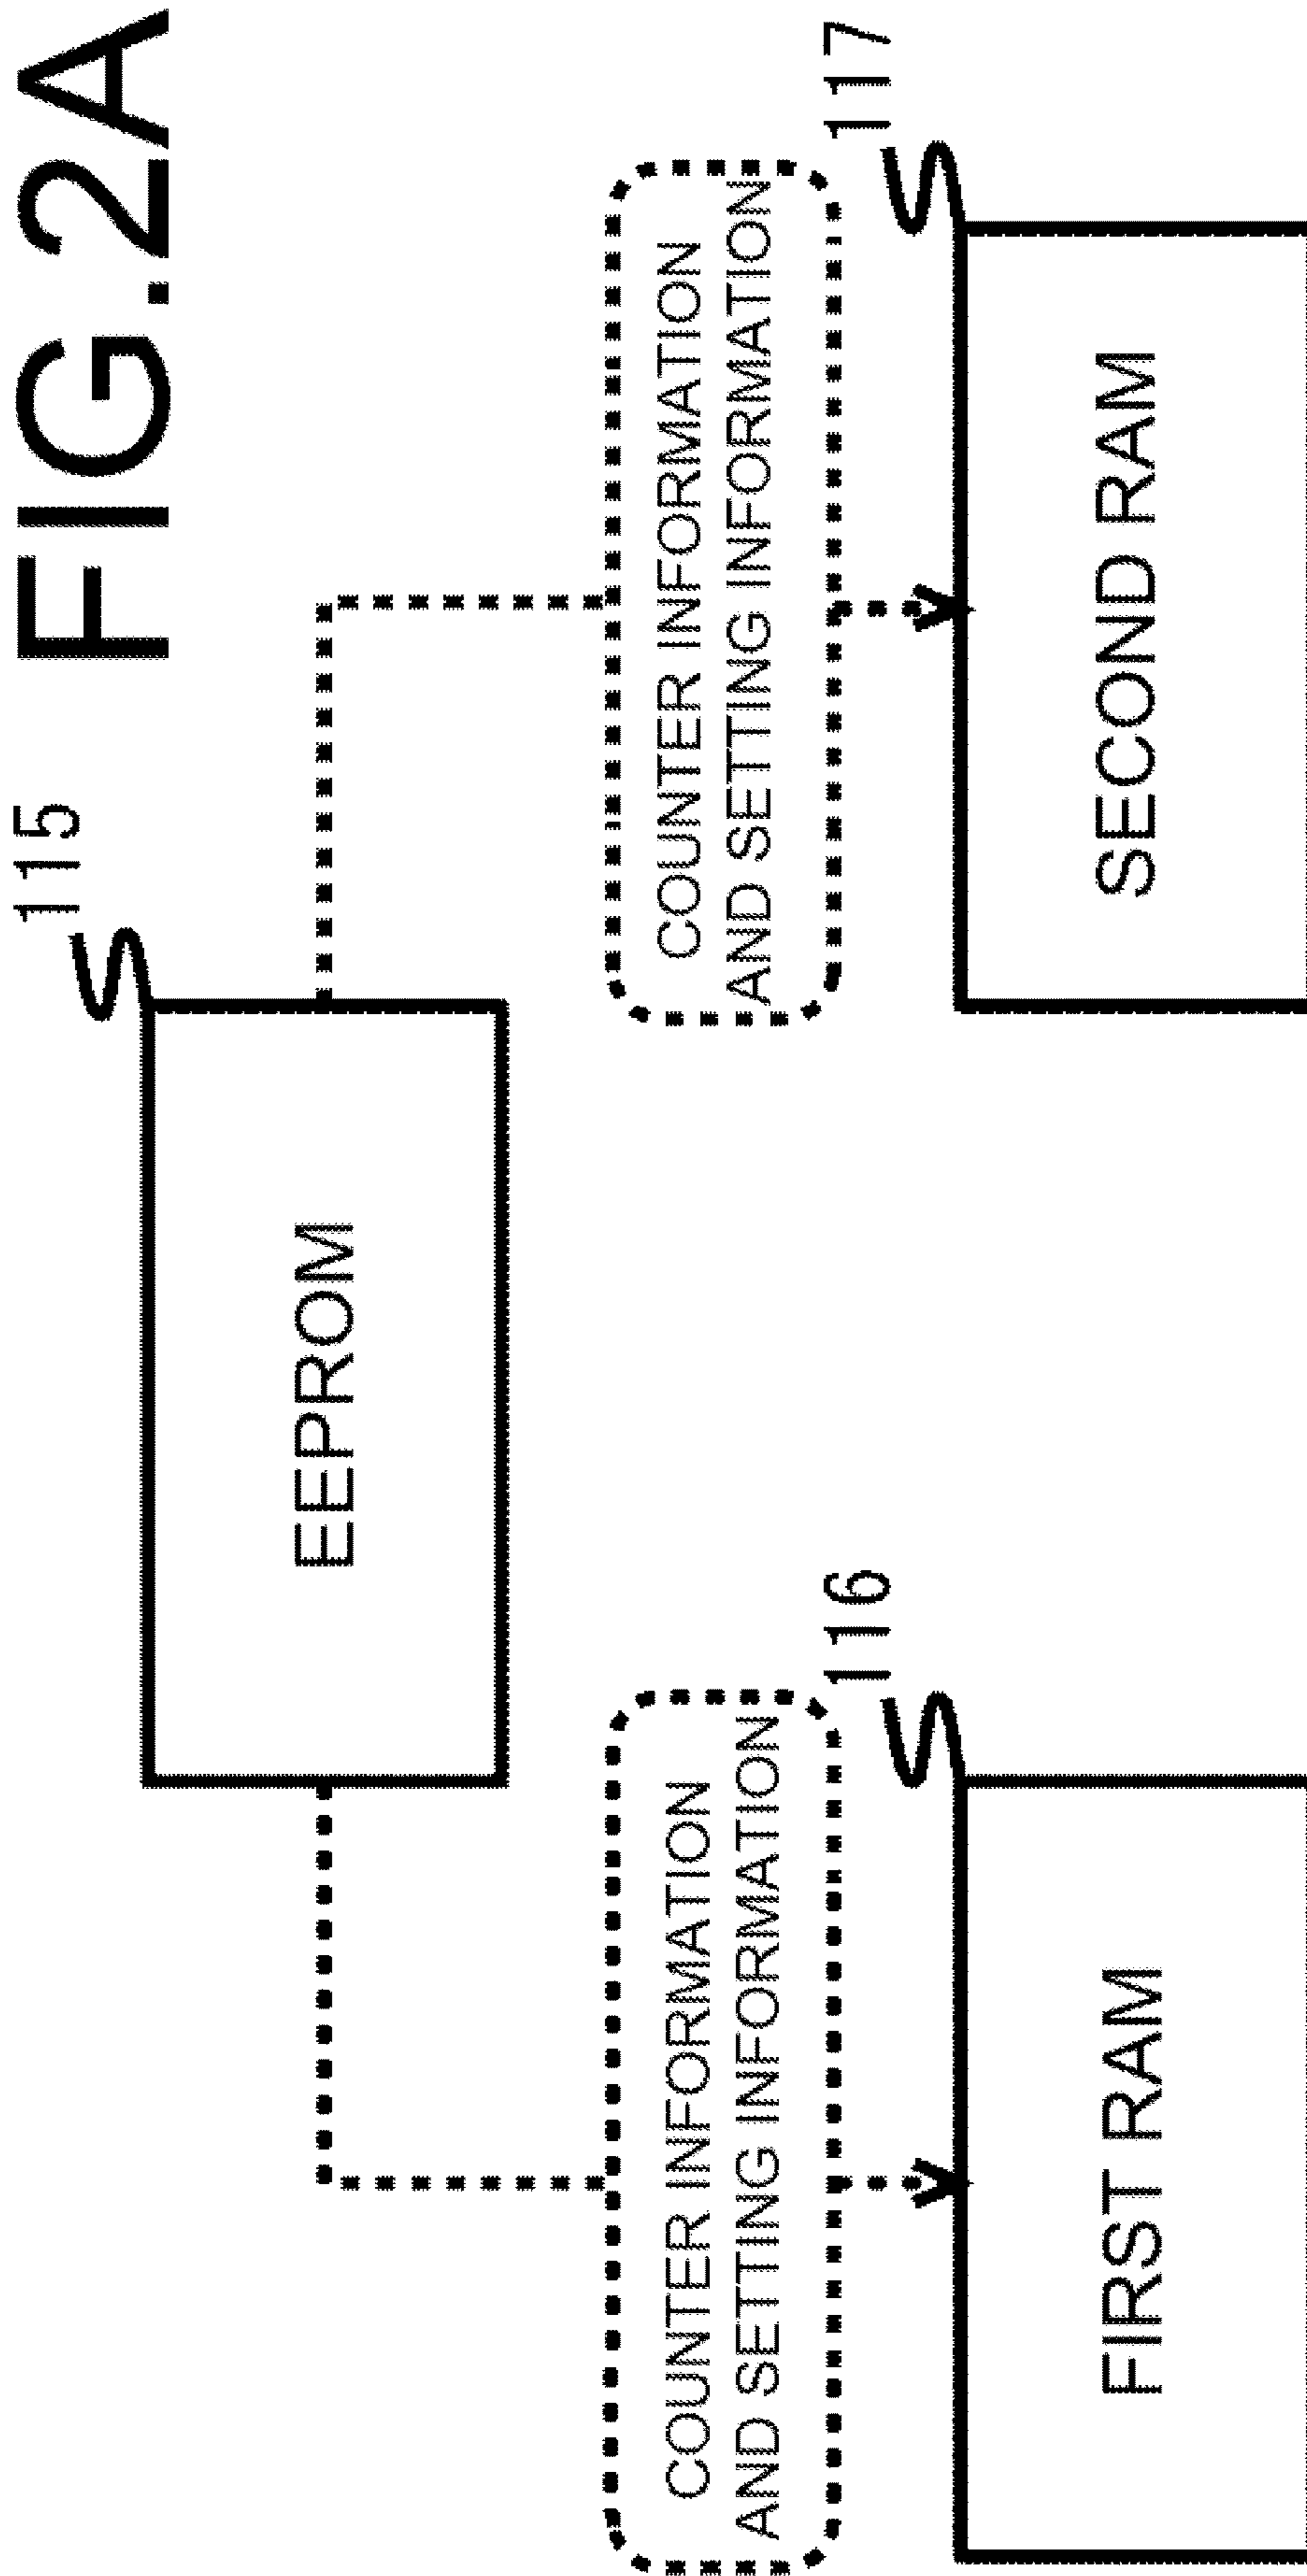 FIG.2A
115
EEPROM
COUNTER INFORMATION
AND SETTING INFORMATION
COUNTER INFORMATION
AND SETTING INFORMATION
116
117
FIRST RAM
SECOND RAM